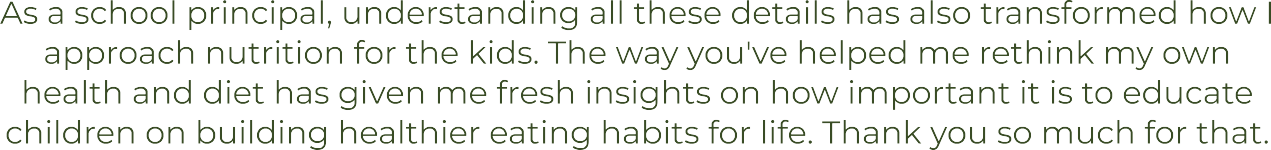 As a school principal, understanding all these details has also transformed how I
approach nutrition for the kids. The way you've helped me rethink my own
health and diet has given me fresh insights on how important it is to educate
children on building healthier eating habits for life. Thank you so much for that.